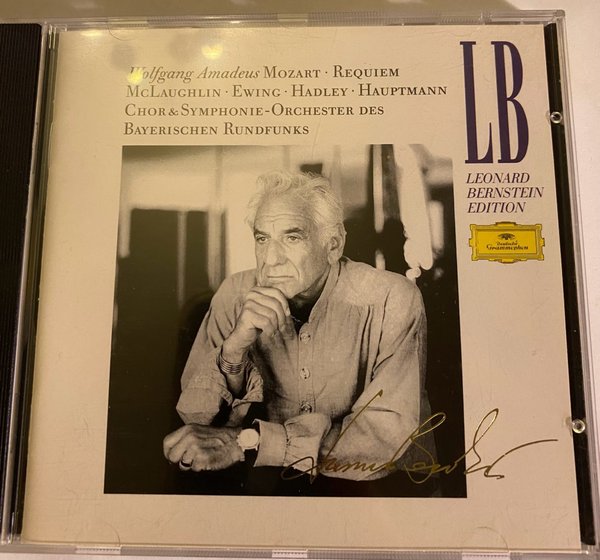 Wolfgang Amadeus MOZART · REQUIEM
MCLAUGHLIN · EWING · HADLEY · HAUPTMANN
CHOR & SYMPHONIE-ORCHESTER DES
BAYERISCHEN RUNDFUNKS
LB
LEONARD
BERNSTEIN
EDITION
Deutsche
Grammophon